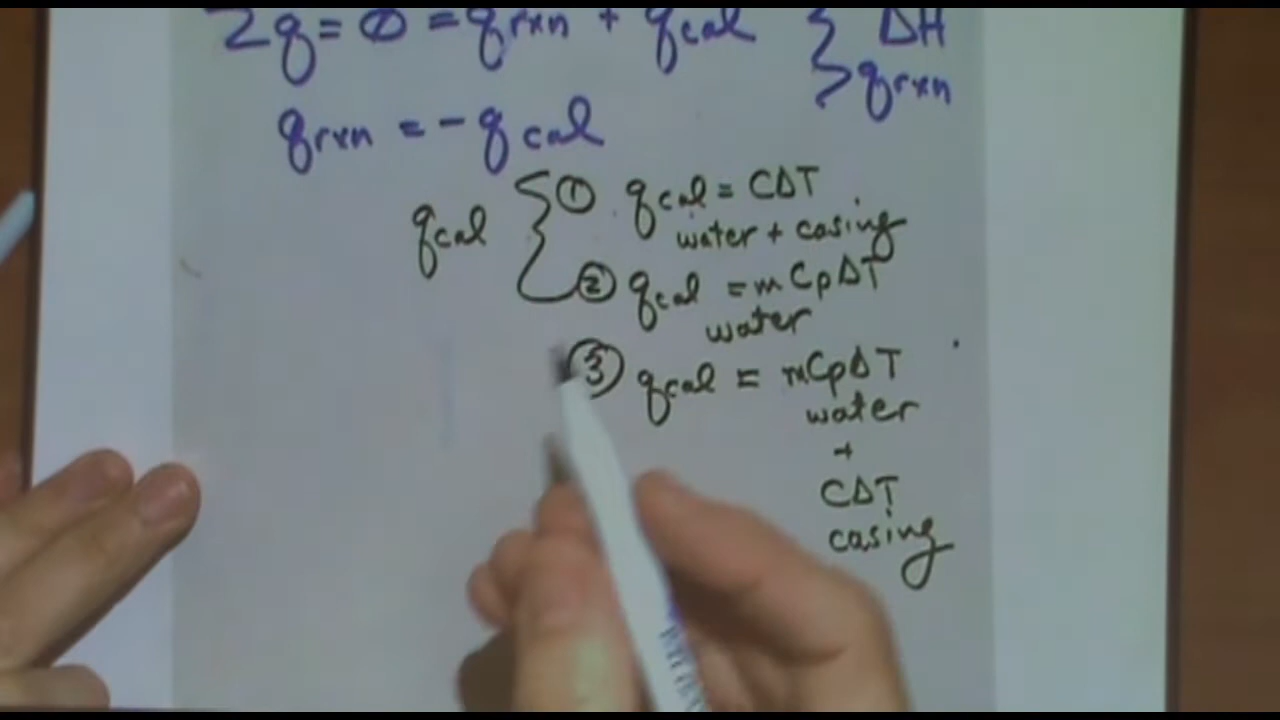 Σq = 0 = qrxn + qcal } ΔH
qrxn
qrxn = - qcal
qcal { ① qcal = CΔT
water + casing
② qcal = mCpΔT
water
③ qcal = mCpΔT
water
+
CΔT
casing